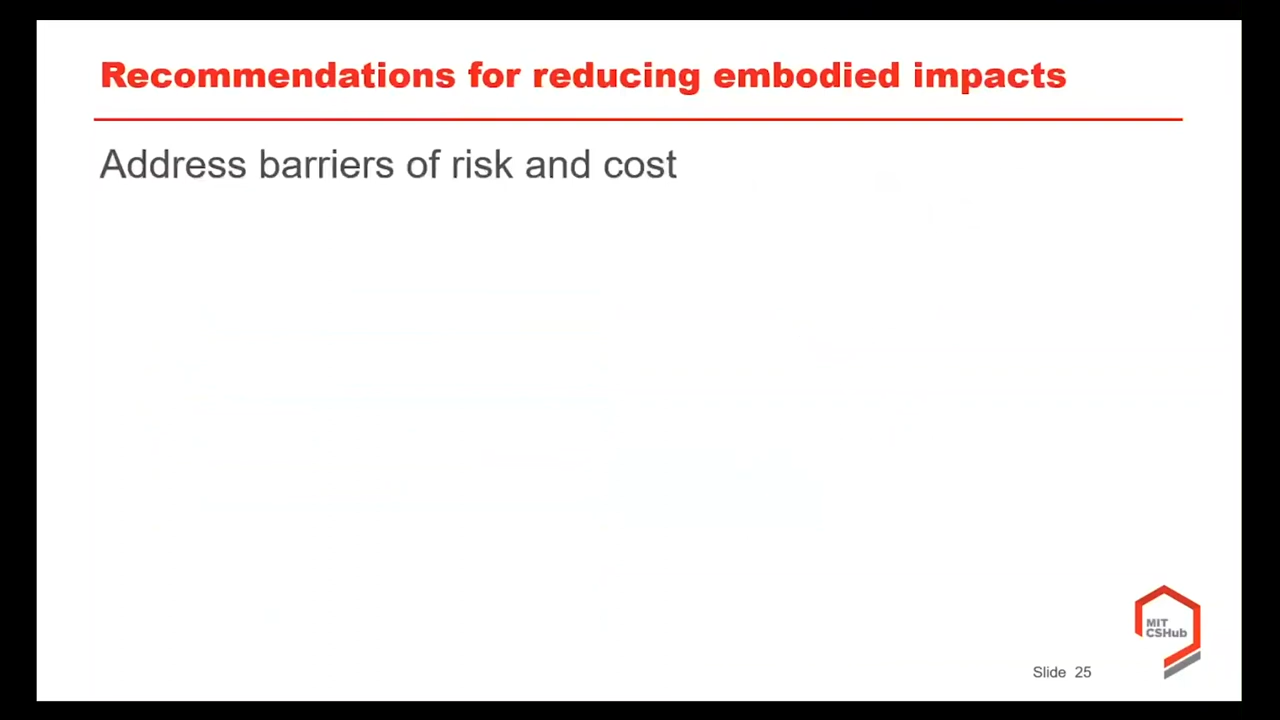 Recommendations for reducing embodied impacts
Address barriers of risk and cost
MIT
CSHub
Slide 25